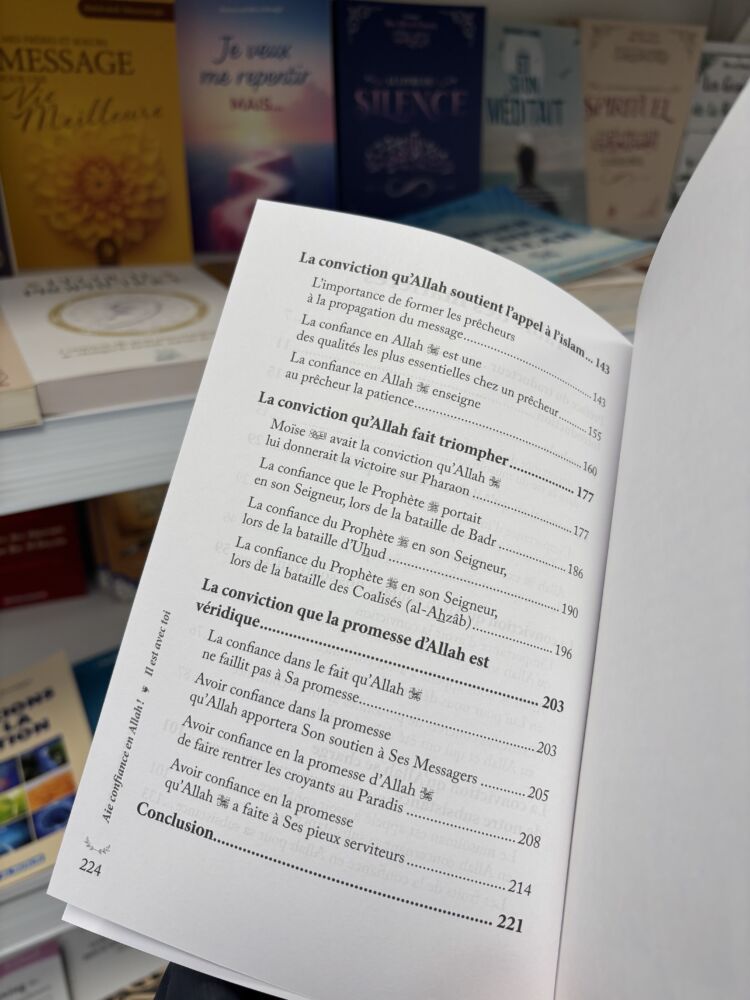 MESSAGE
Vie
Meilleure
Je veux
me repentir
MAIS...
SILENCE
MÉDITAIT
SPIRITUEL
La conviction qu'Allah soutient l'appel à l'islam... 143
L'importance de former les prêcheurs
à la propagation du message 143
La confiance en Allah ﷻ est une
des qualités les plus essentielles chez un prêcheur 155
La confiance en Allah ﷻ enseigne
au prêcheur la patience 160
La conviction qu'Allah fait triompher 177
Moïse avait la conviction qu'Allah ﷻ
lui donnerait la victoire sur Pharaon 177
La confiance que le Prophète ﷺ portait
en son Seigneur, lors de la bataille de Badr 186
La confiance du Prophète ﷺ en son Seigneur,
lors de la bataille d'Uhud 190
La confiance du Prophète ﷺ en son Seigneur,
lors de la bataille des Coalisés (al-Ahzâb) 196
La conviction que la promesse d'Allah est
véridique 203
La confiance dans le fait qu'Allah ﷻ
ne faillit pas à Sa promesse 203
Avoir confiance dans la promesse
qu'Allah apportera Son soutien à Ses Messagers 205
Avoir confiance en la promesse d'Allah ﷻ
de faire rentrer les croyants au Paradis 208
Avoir confiance en la promesse
qu'Allah ﷻ a faite à Ses pieux serviteurs 214
Conclusion 221
Aie confiance en Allah ! Il est avec toi
224